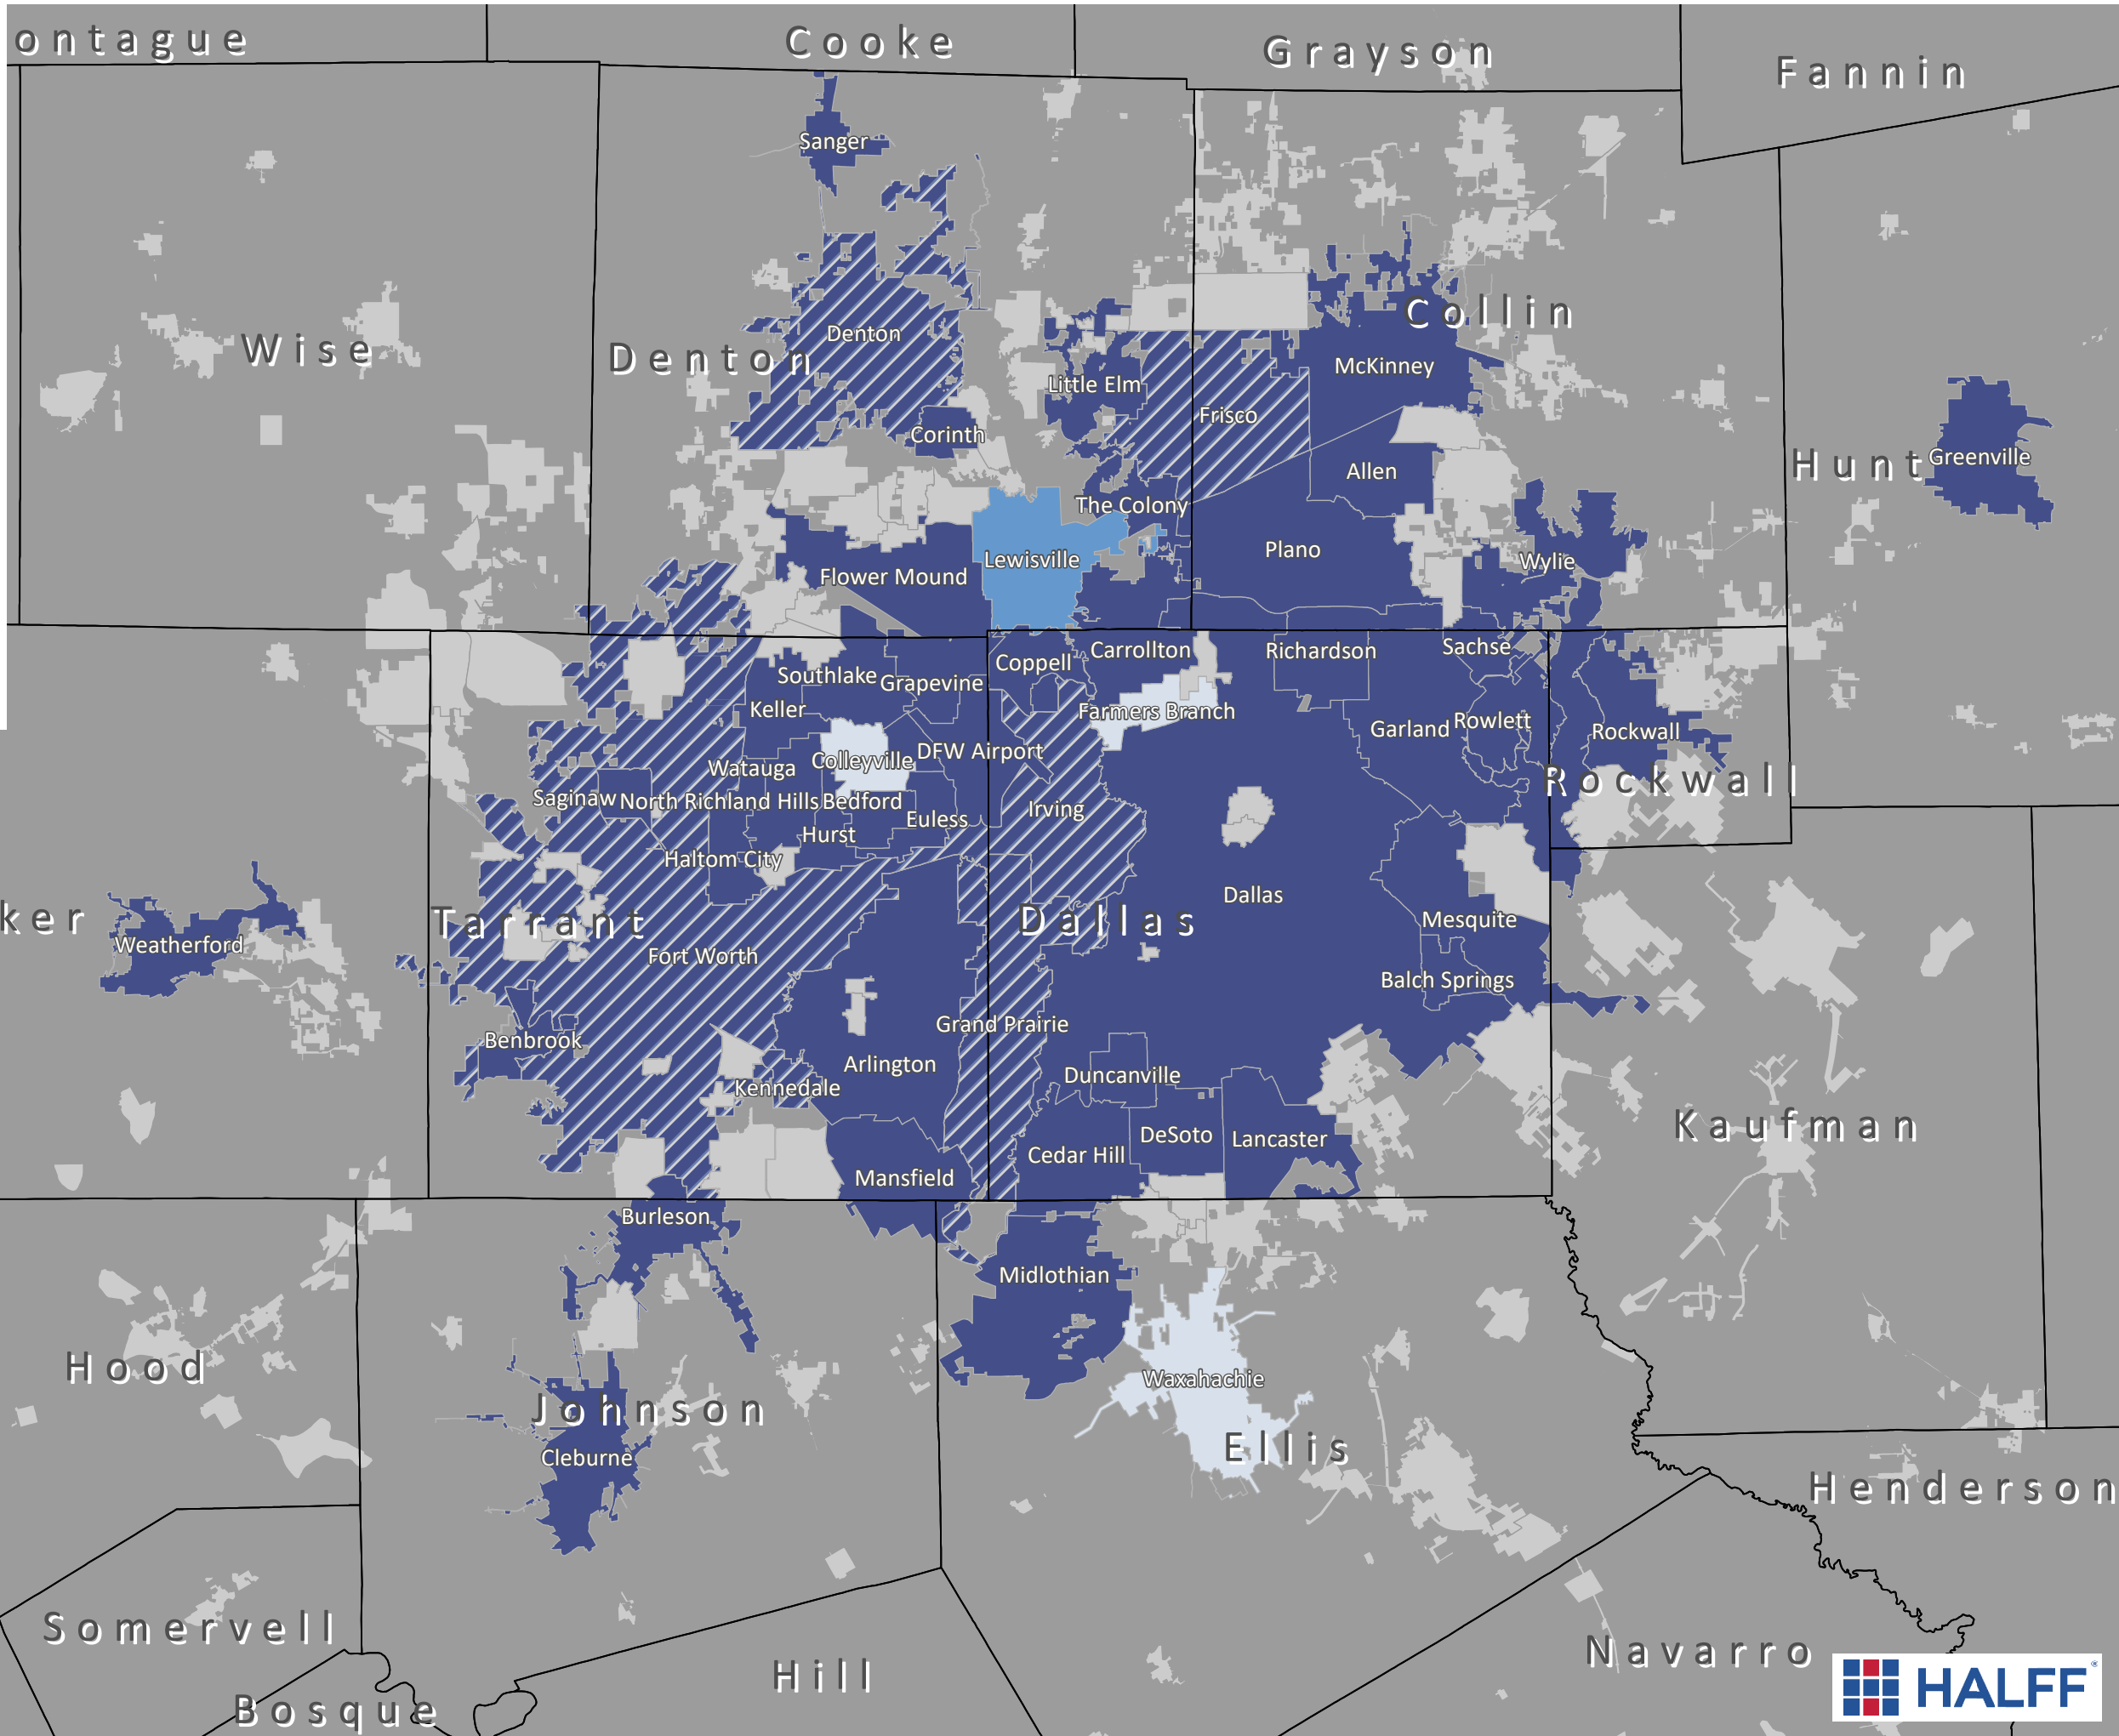 ontague
Cooke
Grayson
Fannin
Sanger
Collin
Denton
Wise
Denton
McKinney
Little Elm
Frisco
Corinth
Allen
Hunt
Greenville
The Colony
Plano
Lewisville
Wylie
Flower Mound
Sachse
Carrollton
Richardson
Coppell
Southlake
Grapevine
Keller
Farmers Branch
Rowlett
Garland
Rockwall
DFW Airport
Colleyville
Watauga
Rockwall
Saginaw
North Richland Hills
Bedford
Irving
Euless
Hurst
Haltom City
Dallas
ker
Tarrant
Dallas
Mesquite
Weatherford
Fort Worth
Balch Springs
Grand Prairie
Benbrook
Arlington
Duncanville
Kennedale
Kaufman
DeSoto
Lancaster
Cedar Hill
Mansfield
Burleson
Midlothian
Hood
Waxahachie
Johnson
Ellis
Cleburne
Henderson
Somervell
Navarro
Hill
HALFF®
Bosque